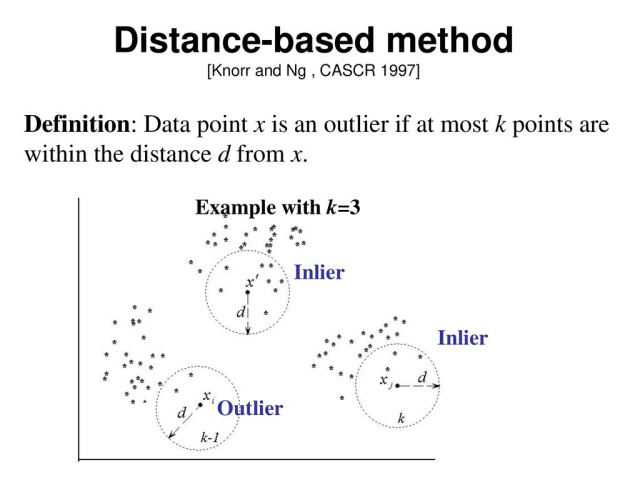 Distance-based method
[Knorr and Ng , CASCR 1997]
Definition: Data point x is an outlier if at most k points are
within the distance d from x.
Example with k=3
Inlier
x′
d
Inlier
x_j
d
k
x_i
Outlier
d
k-1